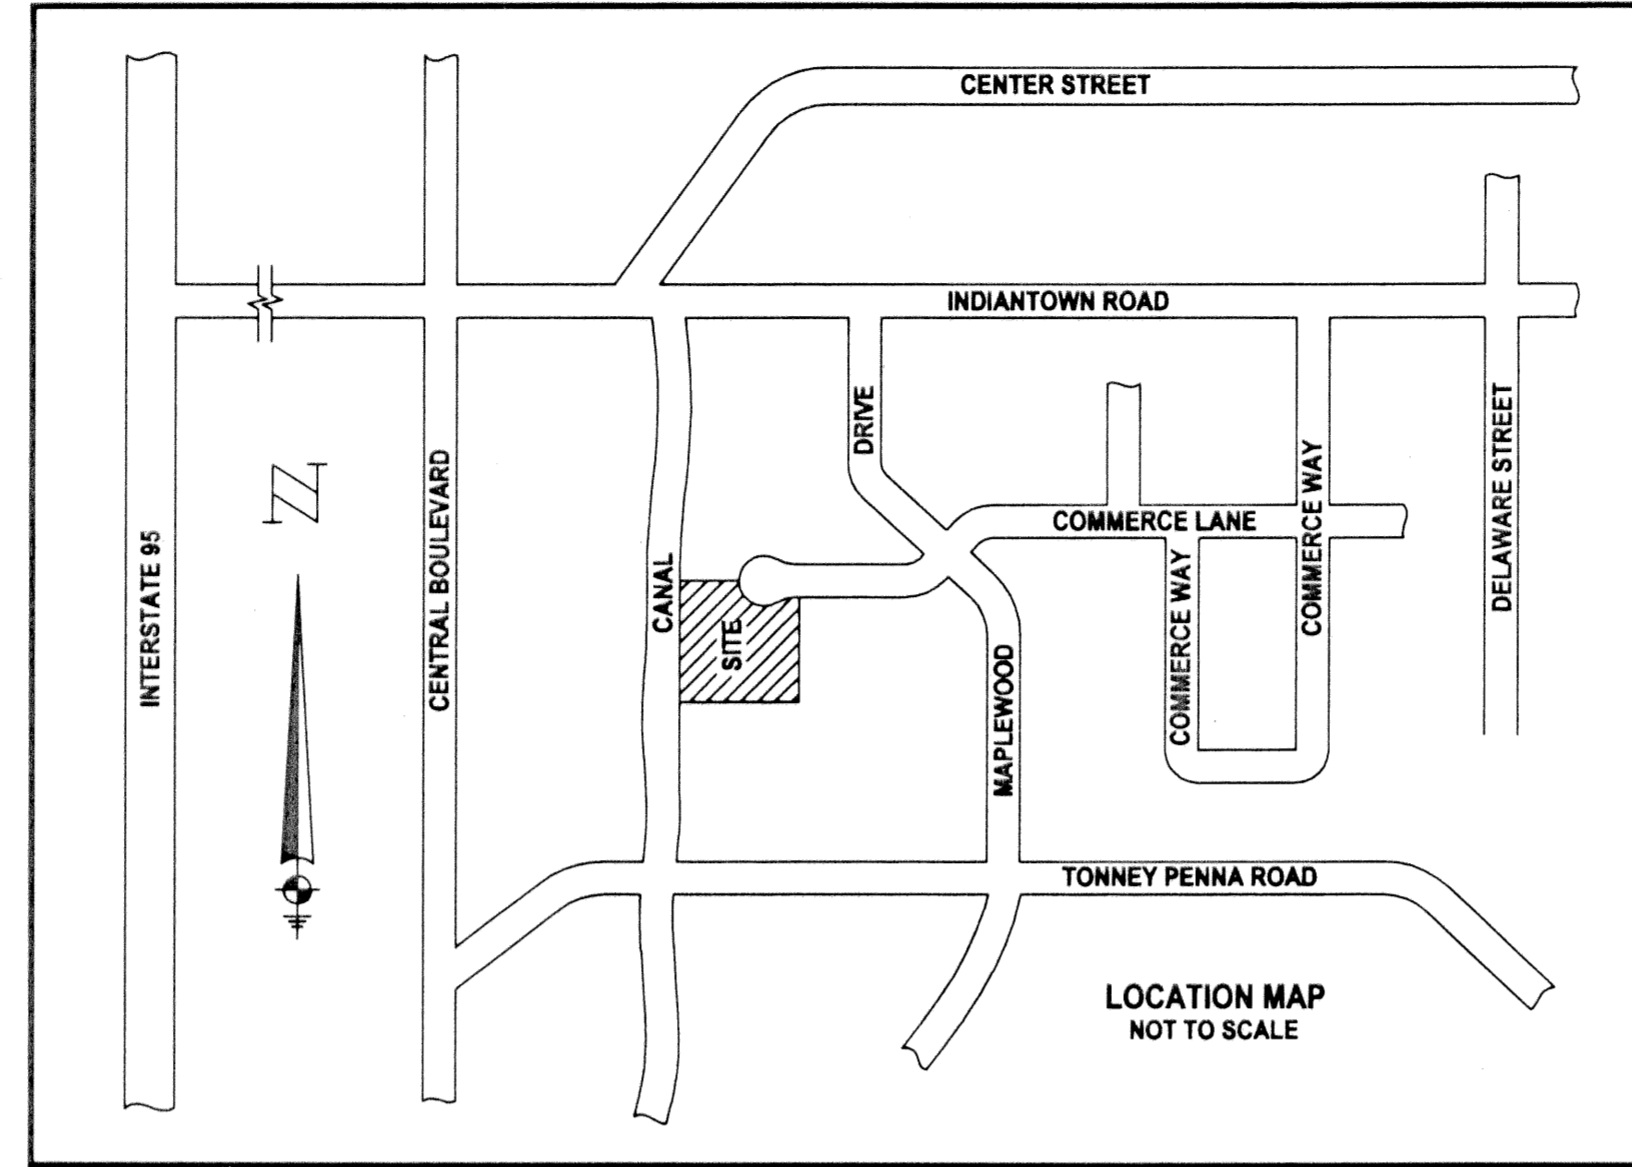 CENTER STREET
INDIANTOWN ROAD
DRIVE
COMMERCE LANE
COMMERCE WAY
COMMERCE WAY
DELAWARE STREET
INTERSTATE 95
N
CENTRAL BOULEVARD
CANAL
SITE
MAPLEWOOD
TONNEY PENNA ROAD
LOCATION MAP
NOT TO SCALE